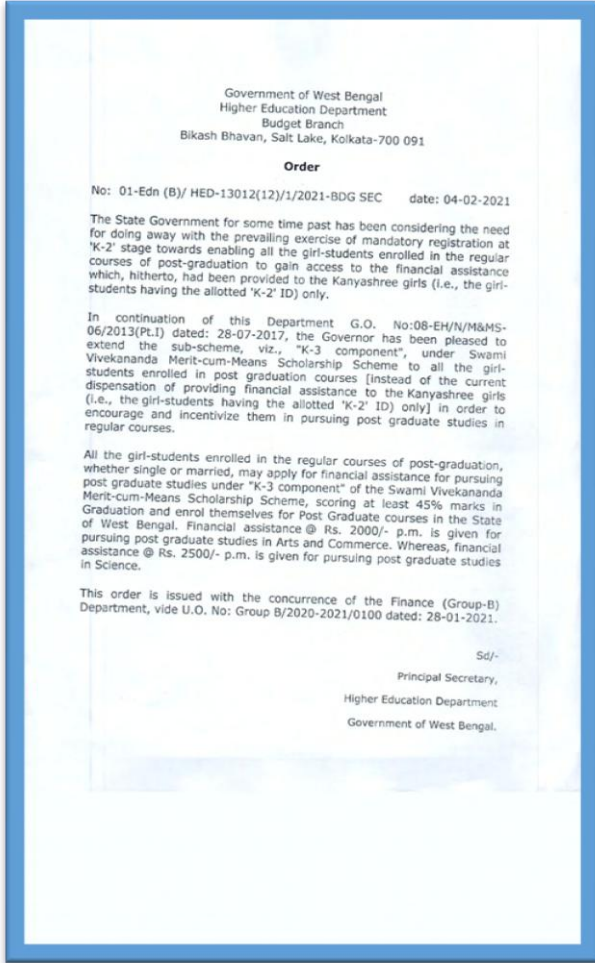 Government of West Bengal
Higher Education Department
Budget Branch
Bikash Bhavan, Salt Lake, Kolkata-700 091
Order
No: 01-Edn (B)/ HED-13012(12)/1/2021-BDG SEC date: 04-02-2021
The State Government for some time past has been considering the need
for doing away with the prevailing exercise of mandatory registration at
'K-2' stage towards enabling all the girl-students enrolled in the regular
courses of post-graduation to gain access to the financial assistance
which, hitherto, had been provided to the Kanyashree girls (i.e., the girl-
students having the allotted 'K-2' ID) only.
In continuation of this Department G.O. No:08-EH/N/M&MS-
06/2013(Pt.I) dated: 28-07-2017, the Governor has been pleased to
extend the sub-scheme, viz., "K-3 component", under Swami
Vivekananda Merit-cum-Means Scholarship Scheme to all the girl-
students enrolled in post graduation courses [instead of the current
dispensation of providing financial assistance to the Kanyashree girls
(i.e., the girl-students having the allotted 'K-2' ID) only] in order to
encourage and incentivize them in pursuing post graduate studies in
regular courses.
All the girl-students enrolled in the regular courses of post-graduation,
whether single or married, may apply for financial assistance for pursuing
post graduate studies under "K-3 component" of the Swami Vivekananda
Merit-cum-Means Scholarship Scheme, scoring at least 45% marks in
Graduation and enrol themselves for Post Graduate courses in the State
of West Bengal. Financial assistance @ Rs. 2000/- p.m. is given for
pursuing post graduate studies in Arts and Commerce. Whereas, financial
assistance @ Rs. 2500/- p.m. is given for pursuing post graduate studies
in Science.
This order is issued with the concurrence of the Finance (Group-B)
Department, vide U.O. No: Group B/2020-2021/0100 dated: 28-01-2021.
Sd/-
Principal Secretary,
Higher Education Department
Government of West Bengal.